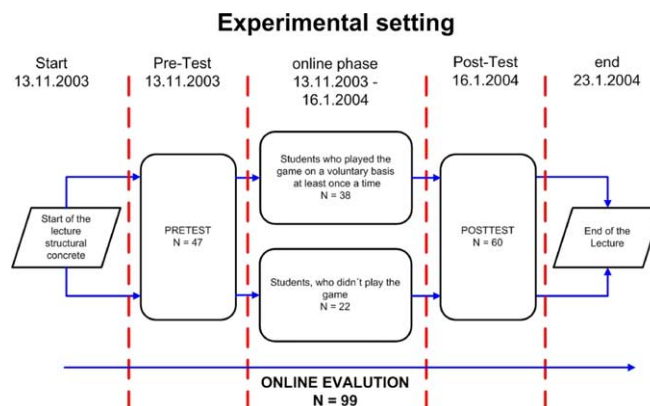 Experimental setting
Start
13.11.2003
Pre-Test
13.11.2003
online phase
13.11.2003 -
16.1.2004
Post-Test
16.1.2004
end
23.1.2004
Start of the
lecture
structural
concrete
PRETEST
N = 47
Students who played the
game on a voluntary basis
at least once a time
N = 38
Students, who didn´t play the
game
N = 22
POSTTEST
N = 60
End of the
Lecture
ONLINE EVALUTION
N = 99